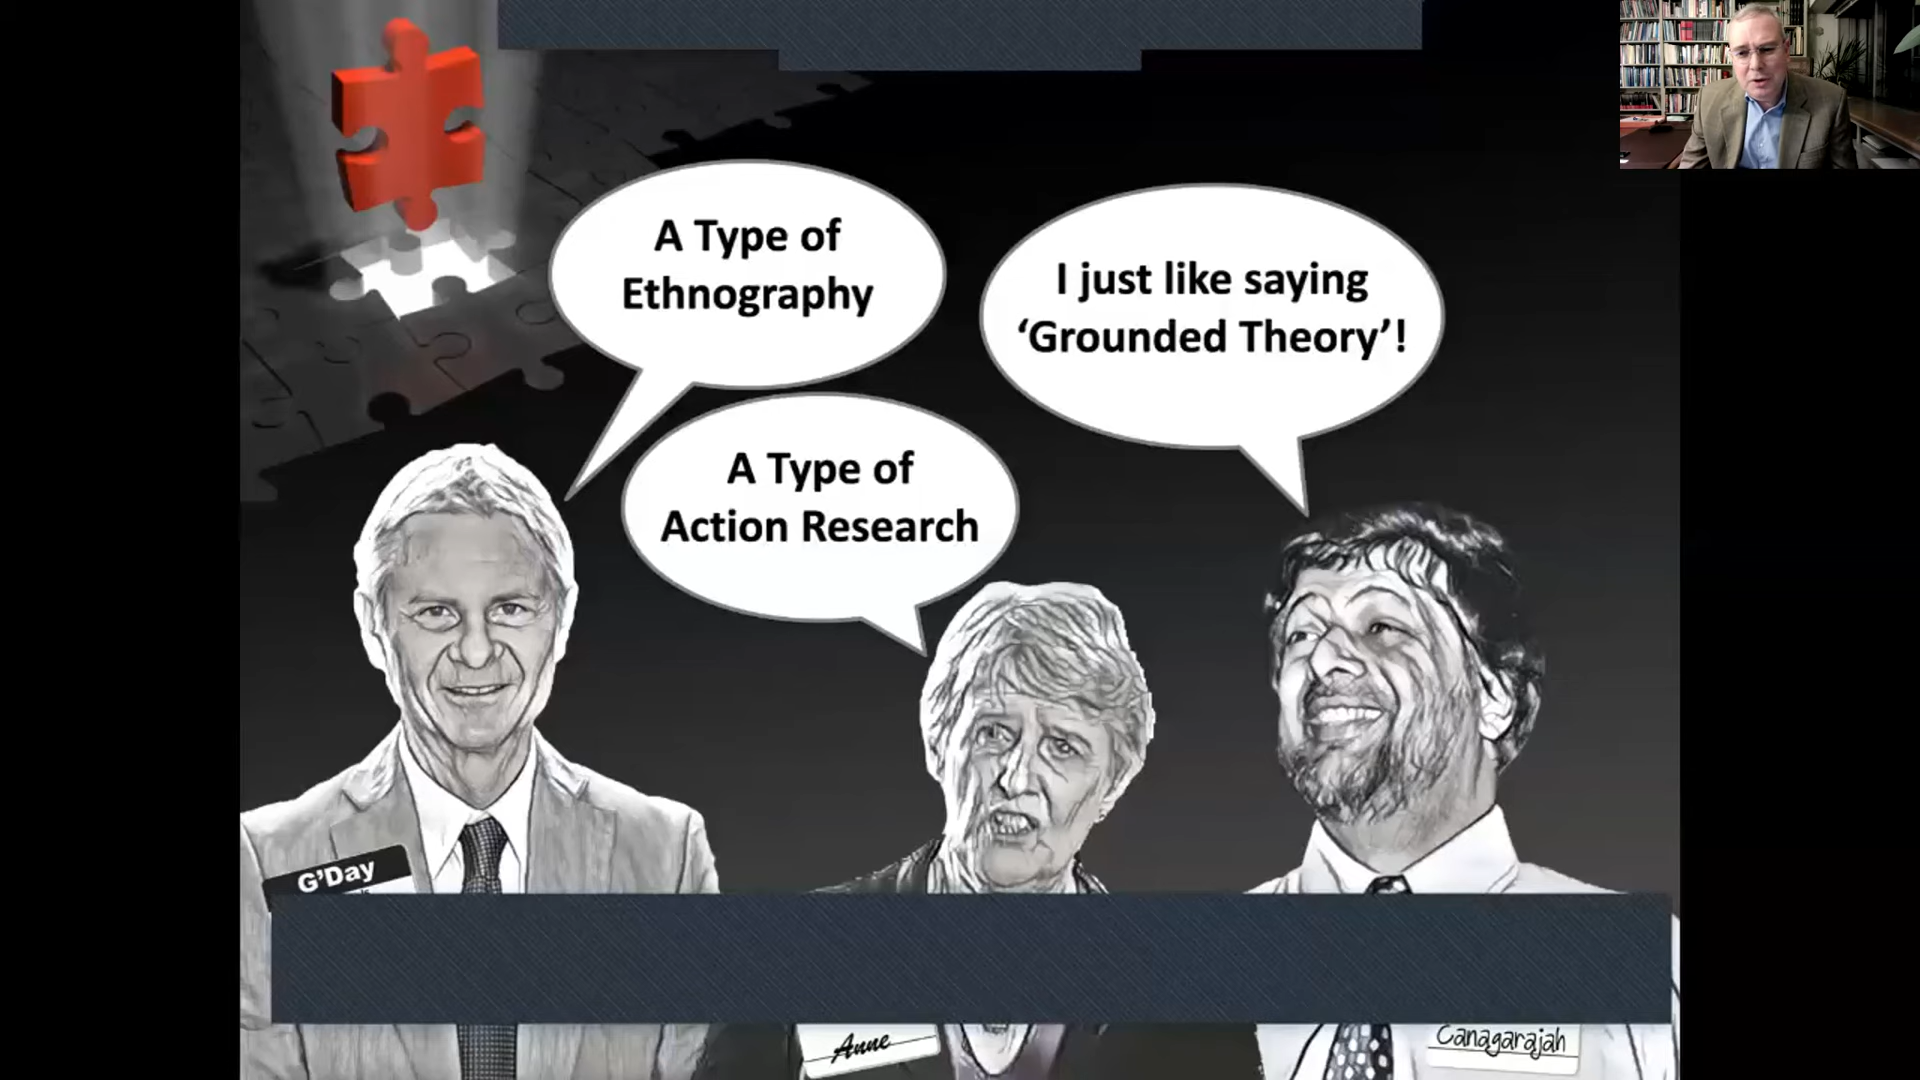 A Type of
Ethnography
I just like saying
‘Grounded Theory’!
A Type of
Action Research
G’Day
Anne
Canagarajah